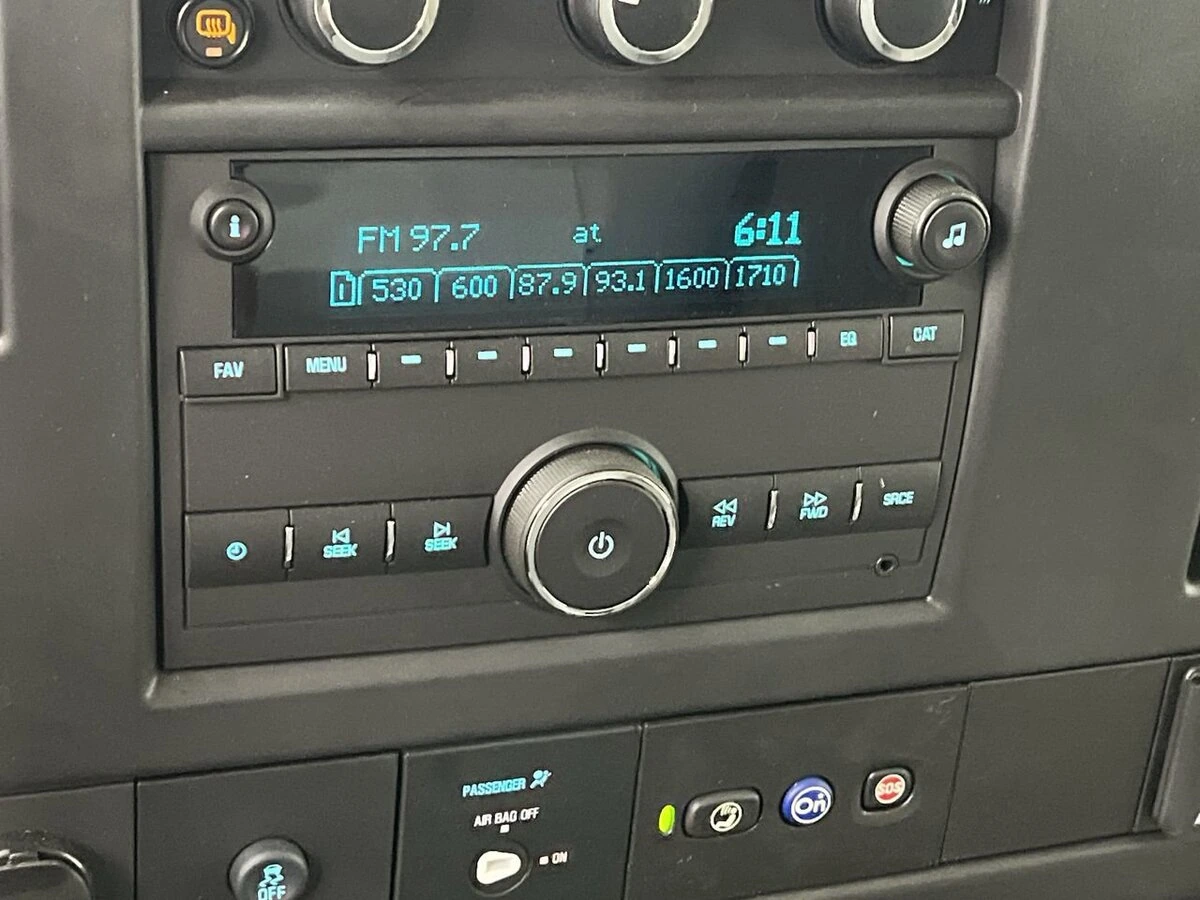 i
FM 97.7 at 6:11
1 530 600 87.9 93.1 1600 1710
FAV MENU EQ CAT
SEEK SEEK REV FWD SRCE
PASSENGER
AIR BAG OFF
ON
On
SOS
OFF